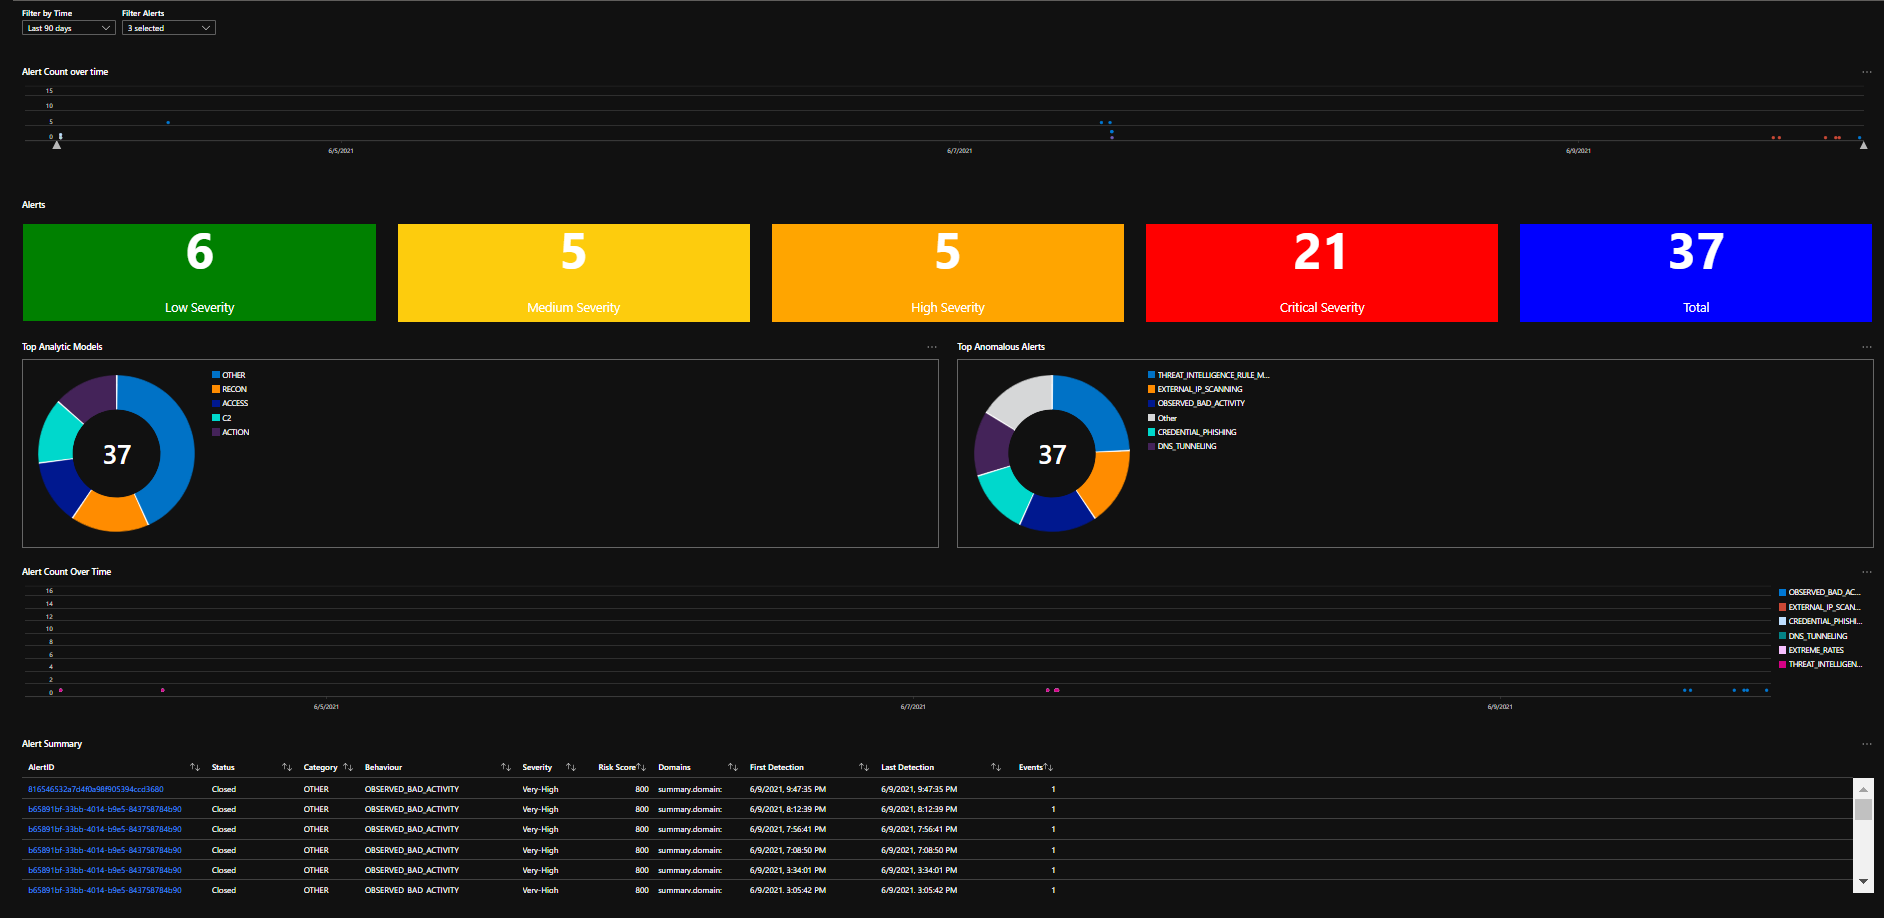 Filter by Time Filter Alerts
Last 90 days 3 selected
Alert Count over time
15
10
5
0
6/5/2021 6/7/2021 6/9/2021
Alerts
6 5 5 21 37
Low Severity Medium Severity High Severity Critical Severity Total
Top Analytic Models
37
OTHER
RECON
ACCESS
C2
ACTION
Top Anomalous Alerts
37
THREAT_INTELLIGENCE_RULE_M...
EXTERNAL_IP_SCANNING
OBSERVED_BAD_ACTIVITY
Other
CREDENTIAL_PHISHING
DNS_TUNNELING
Alert Count Over Time
16
14
12
10
8
6
4
2
0
6/5/2021 6/7/2021 6/9/2021
OBSERVED_BAD_AC...
EXTERNAL_IP_SCAN...
CREDENTIAL_PHISHI...
DNS_TUNNELING
EXTREME_RATES
THREAT_INTELLIGEN...
Alert Summary
AlertID Status Category Behaviour Severity Risk Score Domains First Detection Last Detection Events
816546532a7d4f0a98f905394ccd3680 Closed OTHER OBSERVED_BAD_ACTIVITY Very-High 800 summary.domain: 6/9/2021, 9:47:35 PM 6/9/2021, 9:47:35 PM 1
b65891bf-33bb-4014-b9e5-843758784b90 Closed OTHER OBSERVED_BAD_ACTIVITY Very-High 800 summary.domain: 6/9/2021, 8:12:39 PM 6/9/2021, 8:12:39 PM 1
b65891bf-33bb-4014-b9e5-843758784b90 Closed OTHER OBSERVED_BAD_ACTIVITY Very-High 800 summary.domain: 6/9/2021, 7:56:41 PM 6/9/2021, 7:56:41 PM 1
b65891bf-33bb-4014-b9e5-843758784b90 Closed OTHER OBSERVED_BAD_ACTIVITY Very-High 800 summary.domain: 6/9/2021, 7:08:50 PM 6/9/2021, 7:08:50 PM 1
b65891bf-33bb-4014-b9e5-843758784b90 Closed OTHER OBSERVED_BAD_ACTIVITY Very-High 800 summary.domain: 6/9/2021, 3:34:01 PM 6/9/2021, 3:34:01 PM 1
b65891bf-33bb-4014-b9e5-843758784b90 Closed OTHER OBSERVED_BAD_ACTIVITY Very-High 800 summary.domain: 6/9/2021, 3:05:42 PM 6/9/2021, 3:05:42 PM 1